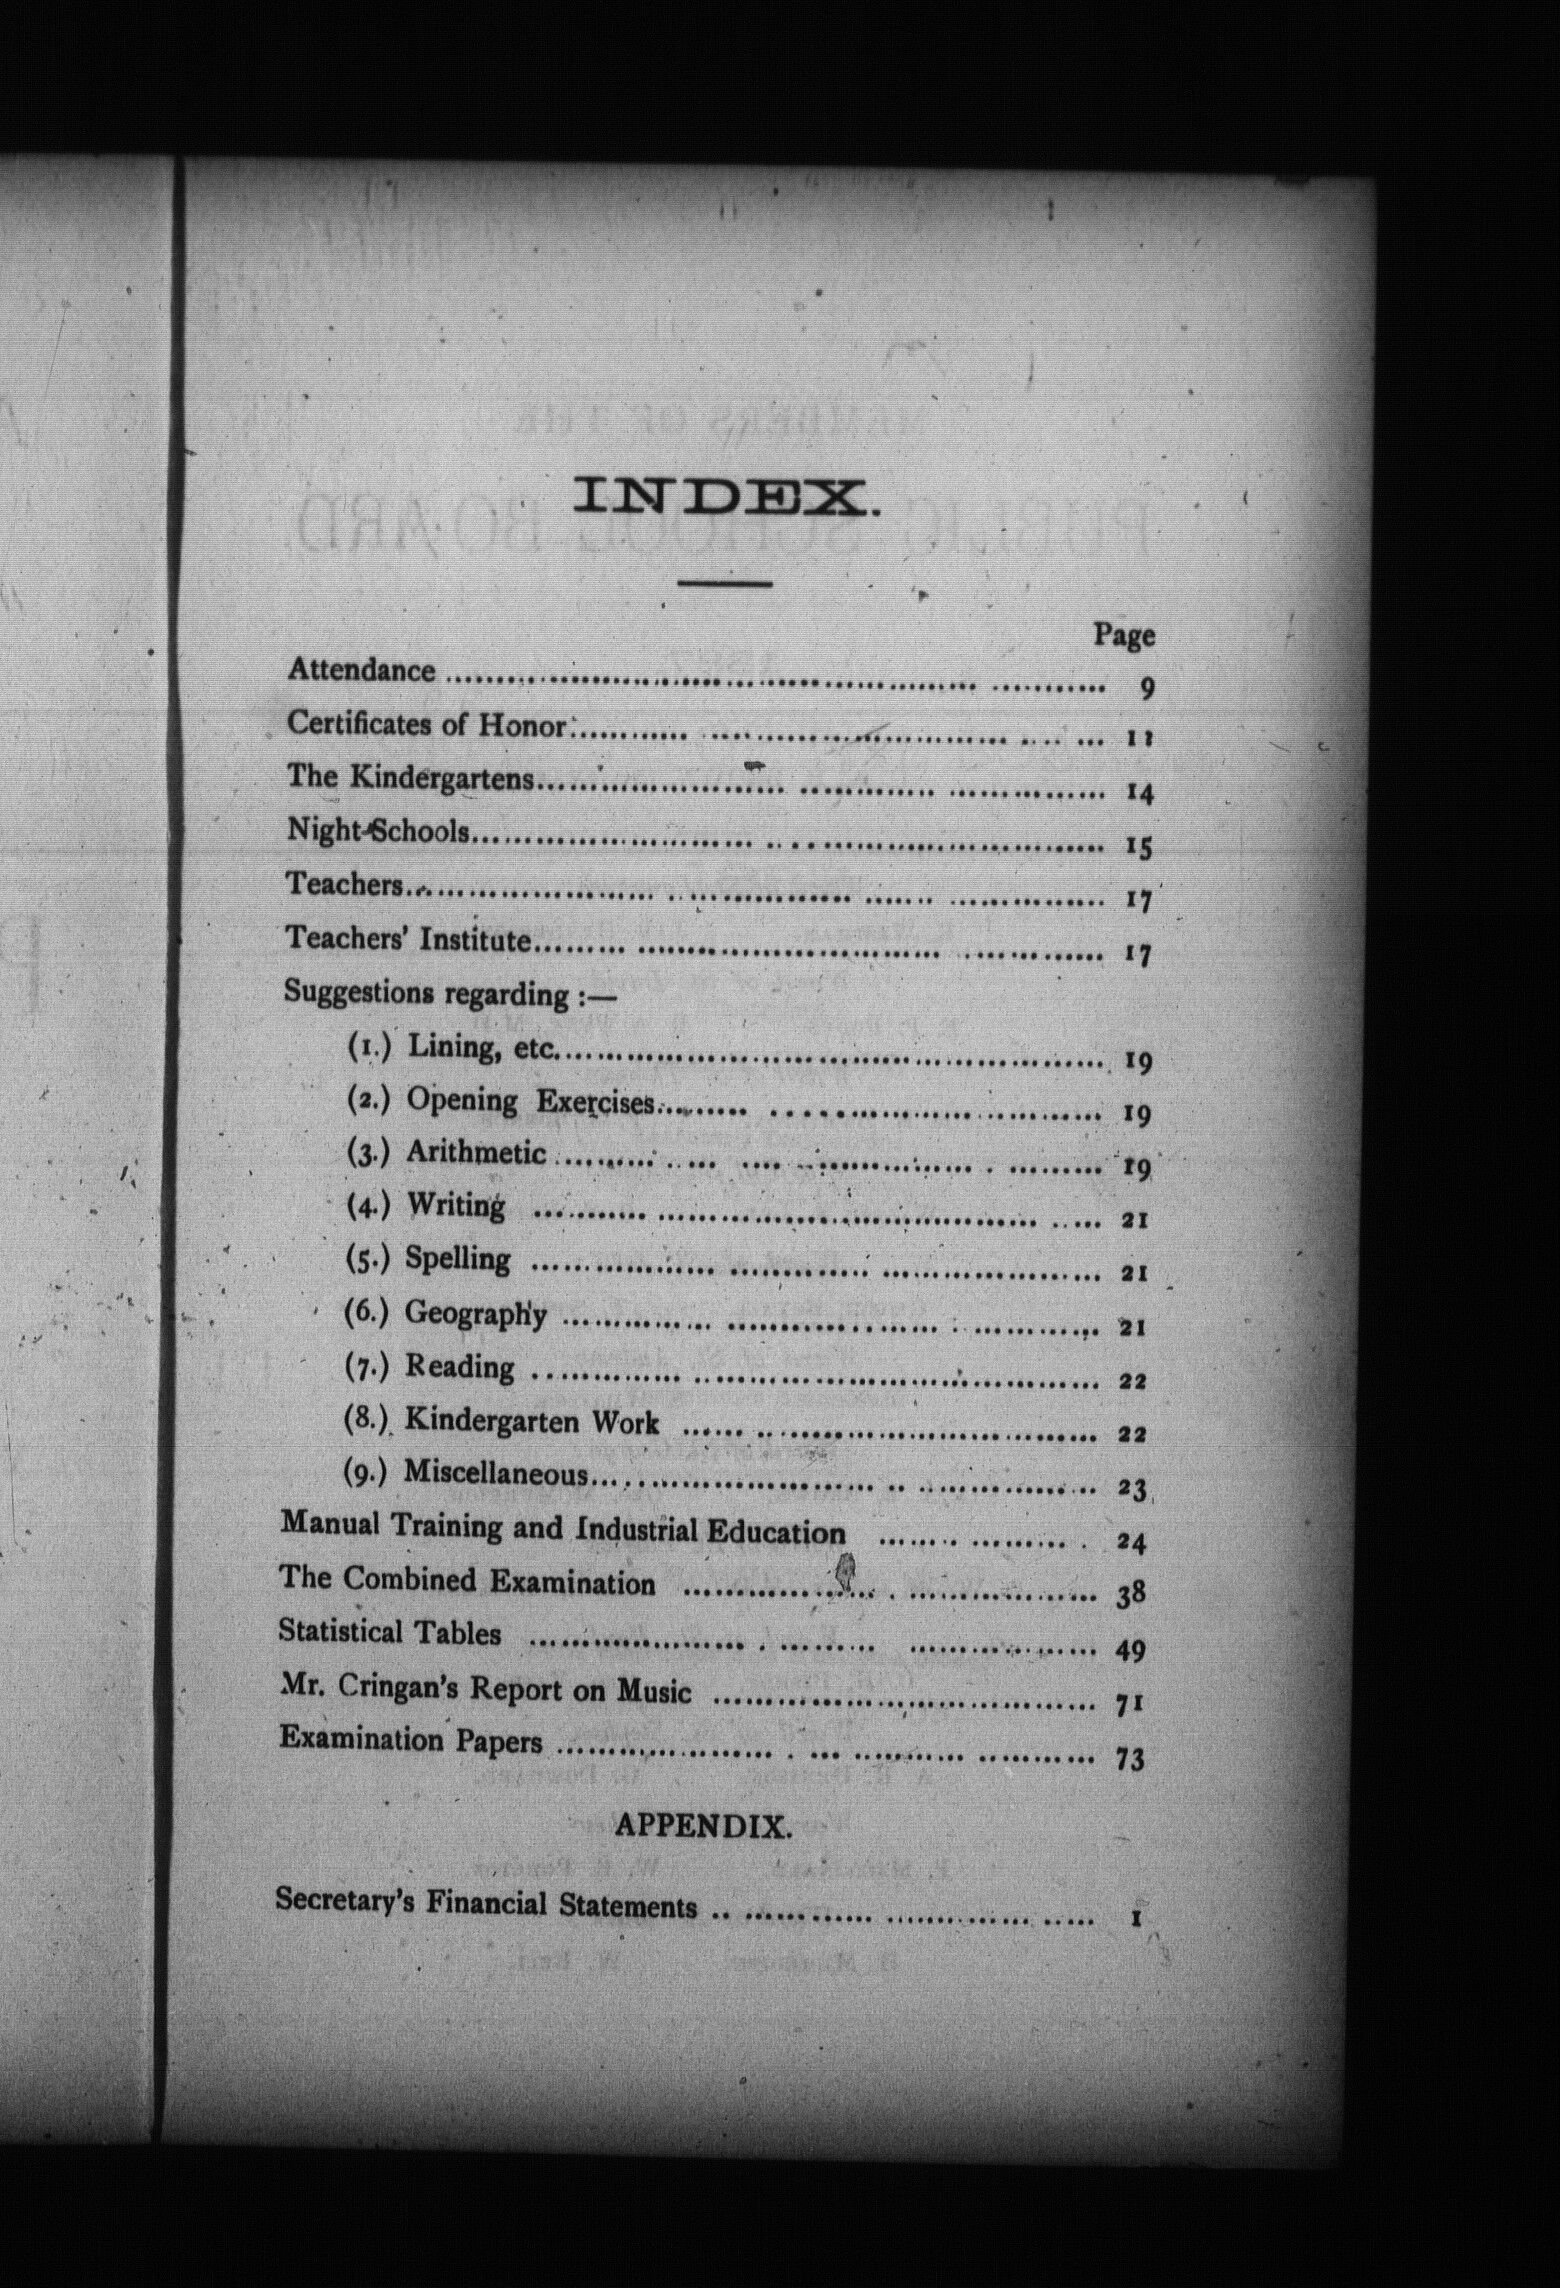 INDEX.
Page
Attendance ........................................ 9
Certificates of Honor ........................................ 11
The Kindergartens ........................................ 14
Night-Schools ........................................ 15
Teachers ........................................ 17
Teachers' Institute ........................................ 17
Suggestions regarding :—
(1.) Lining, etc. ........................................ 19
(2.) Opening Exercises ........................................ 19
(3.) Arithmetic ........................................ 19
(4.) Writing ........................................ 21
(5.) Spelling ........................................ 21
(6.) Geography ........................................ 21
(7.) Reading ........................................ 22
(8.) Kindergarten Work ........................................ 22
(9.) Miscellaneous ........................................ 23
Manual Training and Industrial Education .................... 24
The Combined Examination ........................................ 38
Statistical Tables ........................................ 49
Mr. Cringan's Report on Music ........................................ 71
Examination Papers ........................................ 73
APPENDIX.
Secretary's Financial Statements ........................................ 1